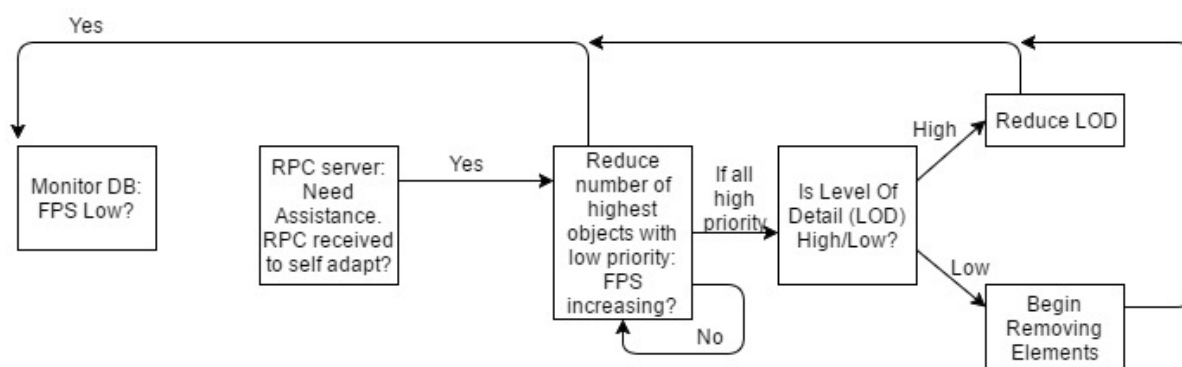 Yes
Monitor DB:
FPS Low?
RPC server:
Need
Assistance.
RPC received
to self adapt?
Yes
Reduce
number of
highest
objects with
low priority:
FPS
increasing?
No
If all
high
priority
Is Level Of
Detail (LOD)
High/Low?
High
Reduce LOD
Low
Begin
Removing
Elements